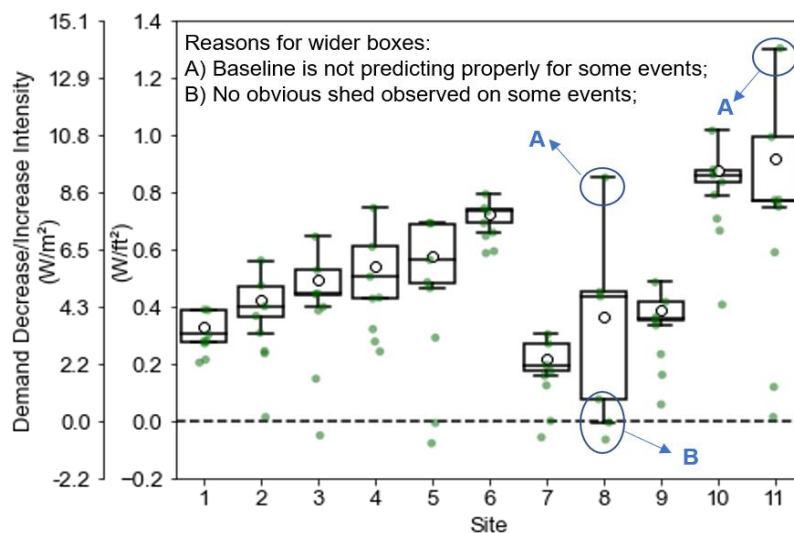 Reasons for wider boxes:
A) Baseline is not predicting properly for some events;
B) No obvious shed observed on some events;
Demand Decrease/Increase Intensity
(W/m²)
15.1
12.9
10.8
8.6
6.5
4.3
2.2
0.0
-2.2
(W/ft²)
1.4
1.2
1.0
0.8
0.6
0.4
0.2
0.0
−0.2
A
A
B
1 2 3 4 5 6 7 8 9 10 11
Site